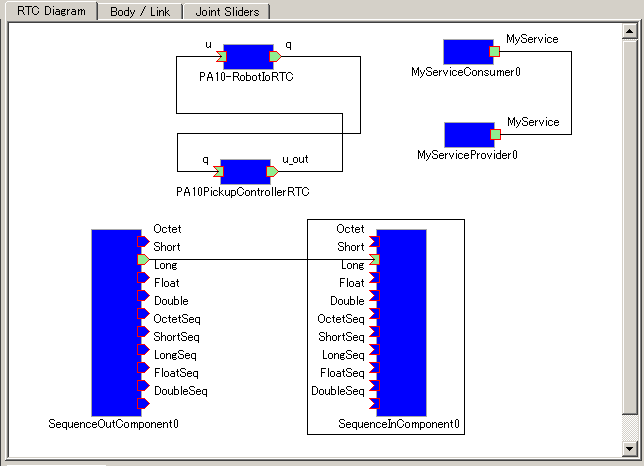 RTC Diagram
Body / Link
Joint Sliders
u
q
PA10-RobotIoRTC
MyService
MyServiceConsumer0
MyService
MyServiceProvider0
q
u_out
PA10PickupControllerRTC
Octet
Short
Long
Float
Double
OctetSeq
ShortSeq
LongSeq
FloatSeq
DoubleSeq
SequenceOutComponent0
Octet
Short
Long
Float
Double
OctetSeq
ShortSeq
LongSeq
FloatSeq
DoubleSeq
SequenceInComponent0